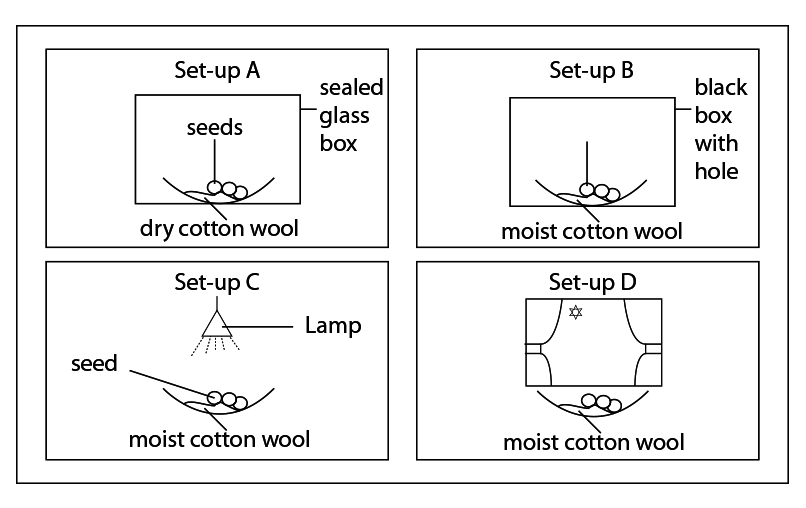 Set-up A
sealed
glass
box
seeds
dry cotton wool
Set-up B
black
box
with
hole
moist cotton wool
Set-up C
Lamp
seed
moist cotton wool
Set-up D
moist cotton wool